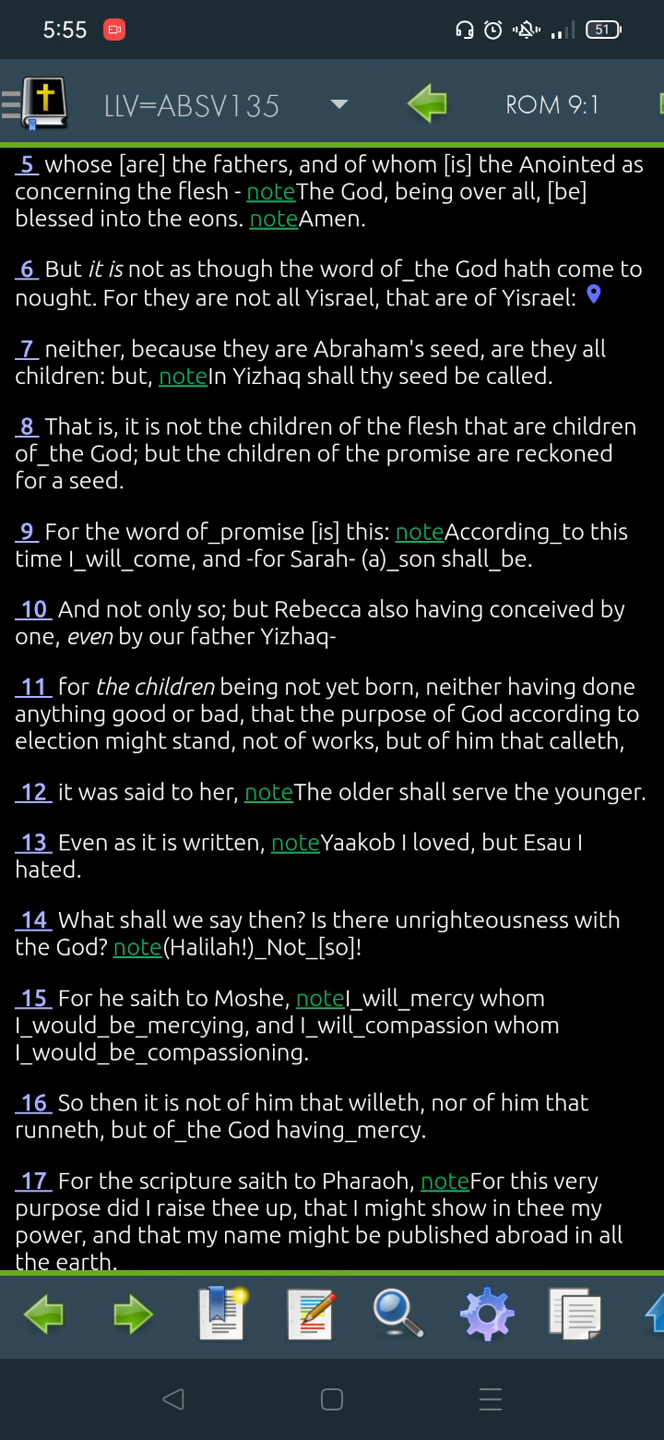 5:55
51
LLV=ABSV135
ROM 9:1
5 whose [are] the fathers, and of whom [is] the Anointed as
concerning the flesh - noteThe God, being over all, [be]
blessed into the eons. noteAmen.
6 But it is not as though the word of_the God hath come to
nought. For they are not all Yisrael, that are of Yisrael:
7 neither, because they are Abraham's seed, are they all
children: but, noteIn Yizhaq shall thy seed be called.
8 That is, it is not the children of the flesh that are children
of_the God; but the children of the promise are reckoned
for a seed.
9 For the word of_promise [is] this: noteAccording_to this
time I_will_come, and -for Sarah- (a)_son shall_be.
10 And not only so; but Rebecca also having conceived by
one, even by our father Yizhaq-
11 for the children being not yet born, neither having done
anything good or bad, that the purpose of God according to
election might stand, not of works, but of him that calleth,
12 it was said to her, noteThe older shall serve the younger.
13 Even as it is written, noteYaakob I loved, but Esau I
hated.
14 What shall we say then? Is there unrighteousness with
the God? note(Halilah!)_Not_[so]!
15 For he saith to Moshe, noteI_will_mercy whom
I_would_be_mercying, and I_will_compassion whom
I_would_be_compassioning.
16 So then it is not of him that willeth, nor of him that
runneth, but of_the God having_mercy.
17 For the scripture saith to Pharaoh, noteFor this very
purpose did I raise thee up, that I might show in thee my
power, and that my name might be published abroad in all
the earth.